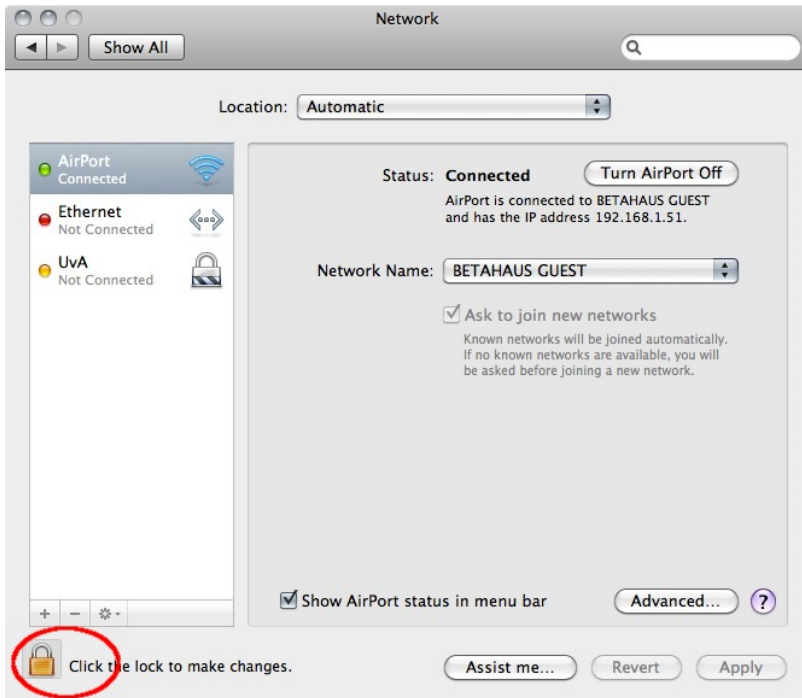 Network
Show All
Location: Automatic
AirPort
Connected
Ethernet
Not Connected
UvA
Not Connected
Status: Connected Turn AirPort Off
AirPort is connected to BETAHAUS GUEST
and has the IP address 192.168.1.51.
Network Name: BETAHAUS GUEST
Ask to join new networks
Known networks will be joined automatically.
If no known networks are available, you will
be asked before joining a new network.
Show AirPort status in menu bar Advanced... ?
Click the lock to make changes. Assist me... Revert Apply